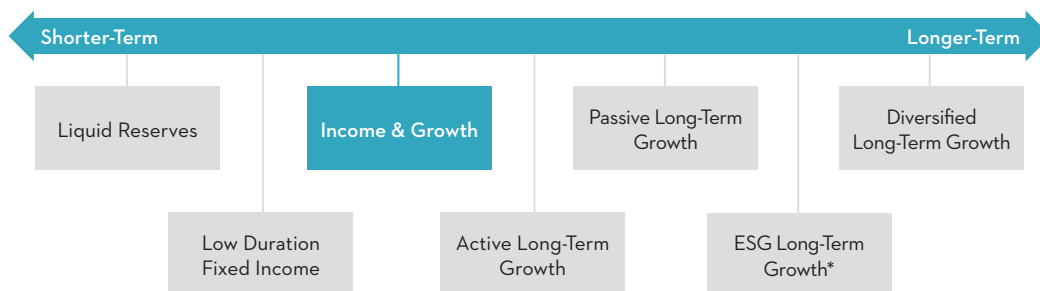 Shorter-Term
Longer-Term
Liquid Reserves
Income & Growth
Passive Long-Term
Growth
Diversified
Long-Term Growth
Low Duration
Fixed Income
Active Long-Term
Growth
ESG Long-Term
Growth*